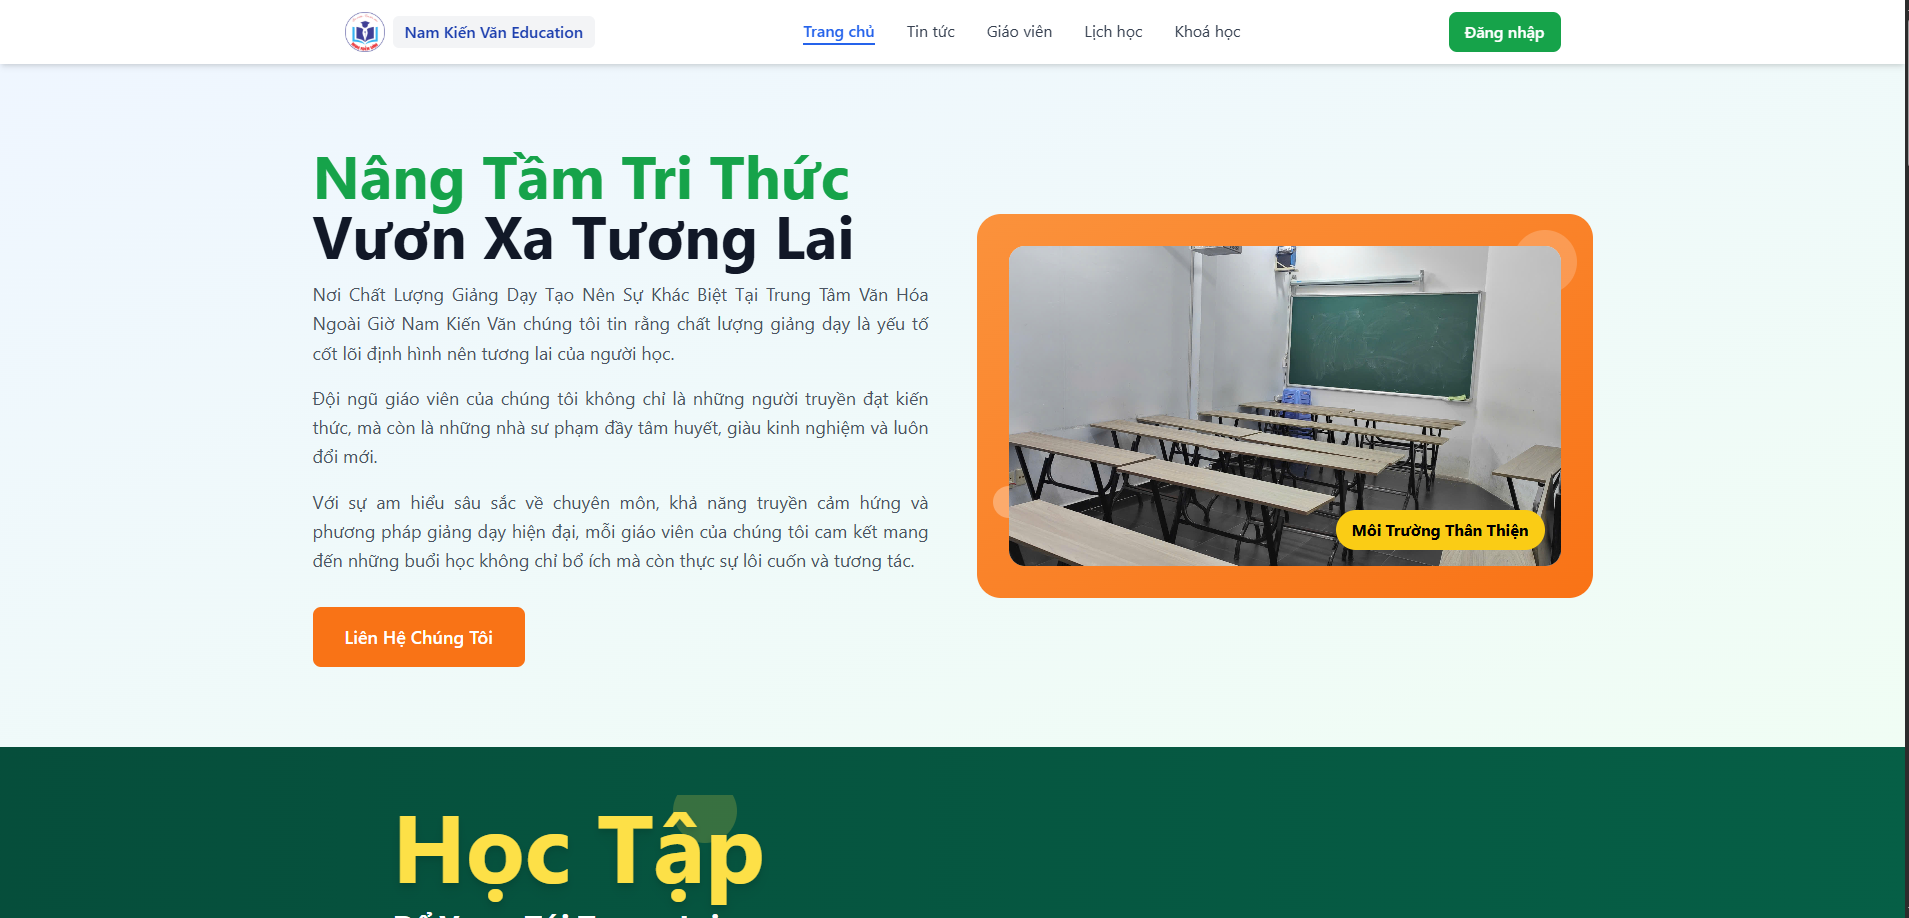 Nam Kiến Văn Education
Trang chủ
Tin tức
Giáo viên
Lịch học
Khoá học
Đăng nhập
Nâng Tầm Tri Thức
Vươn Xa Tương Lai
Nơi Chất Lượng Giảng Dạy Tạo Nên Sự Khác Biệt Tại Trung Tâm Văn Hóa
Ngoài Giờ Nam Kiến Văn chúng tôi tin rằng chất lượng giảng dạy là yếu tố
cốt lõi định hình nên tương lai của người học.
Đội ngũ giáo viên của chúng tôi không chỉ là những người truyền đạt kiến
thức, mà còn là những nhà sư phạm đầy tâm huyết, giàu kinh nghiệm và luôn
đổi mới.
Với sự am hiểu sâu sắc về chuyên môn, khả năng truyền cảm hứng và
phương pháp giảng dạy hiện đại, mỗi giáo viên của chúng tôi cam kết mang
đến những buổi học không chỉ bổ ích mà còn thực sự lôi cuốn và tương tác.
Liên Hệ Chúng Tôi
Môi Trường Thân Thiện
Học Tập